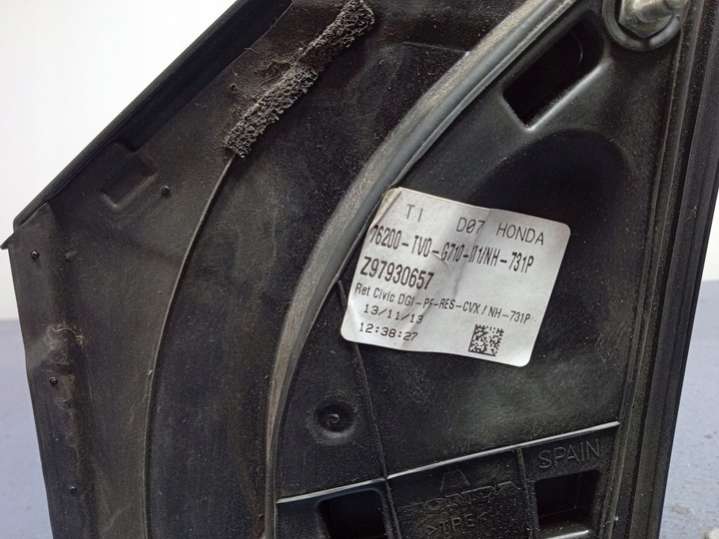 T1 D07 HONDA
76200-TV0-G710-M1/NH-731P
Z97930657
Ret Civic DGI-PF-RES-CVX/NH-731P
13/11/13
12:38:27
SPAIN